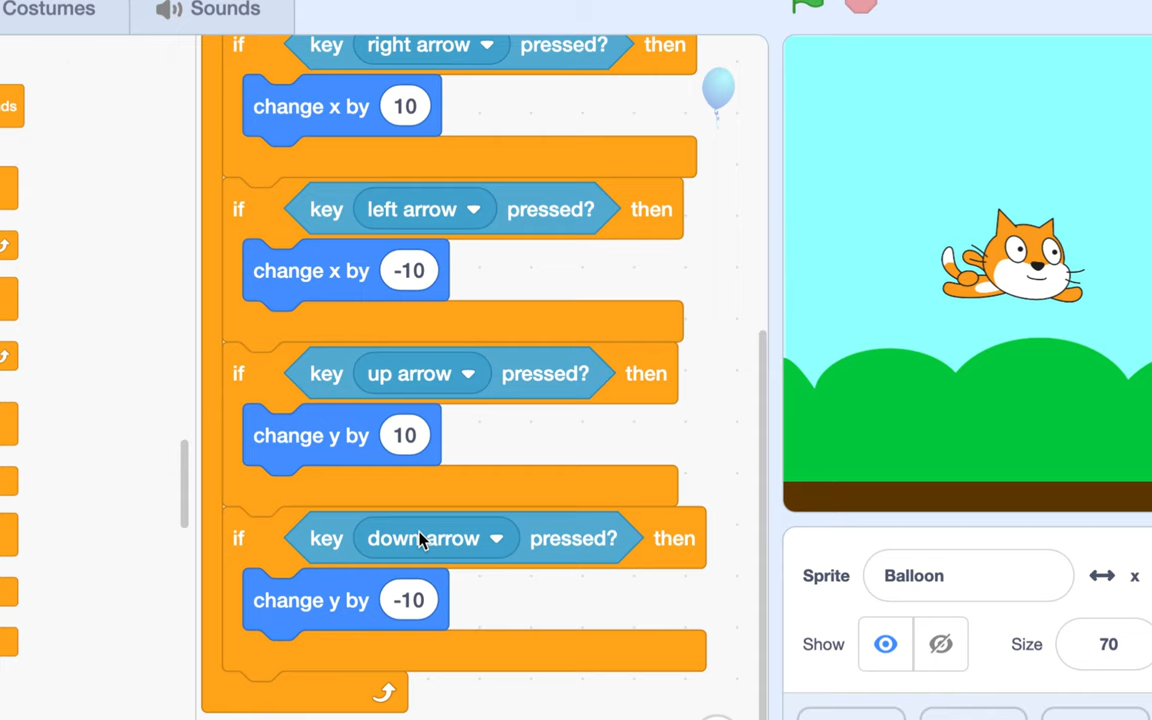 Costumes
Sounds
if key right arrow pressed? then
change x by 10
ds
if key left arrow pressed? then
change x by -10
if key up arrow pressed? then
change y by 10
if key down arrow pressed? then
change y by -10
Sprite Balloon x
Show Size 70